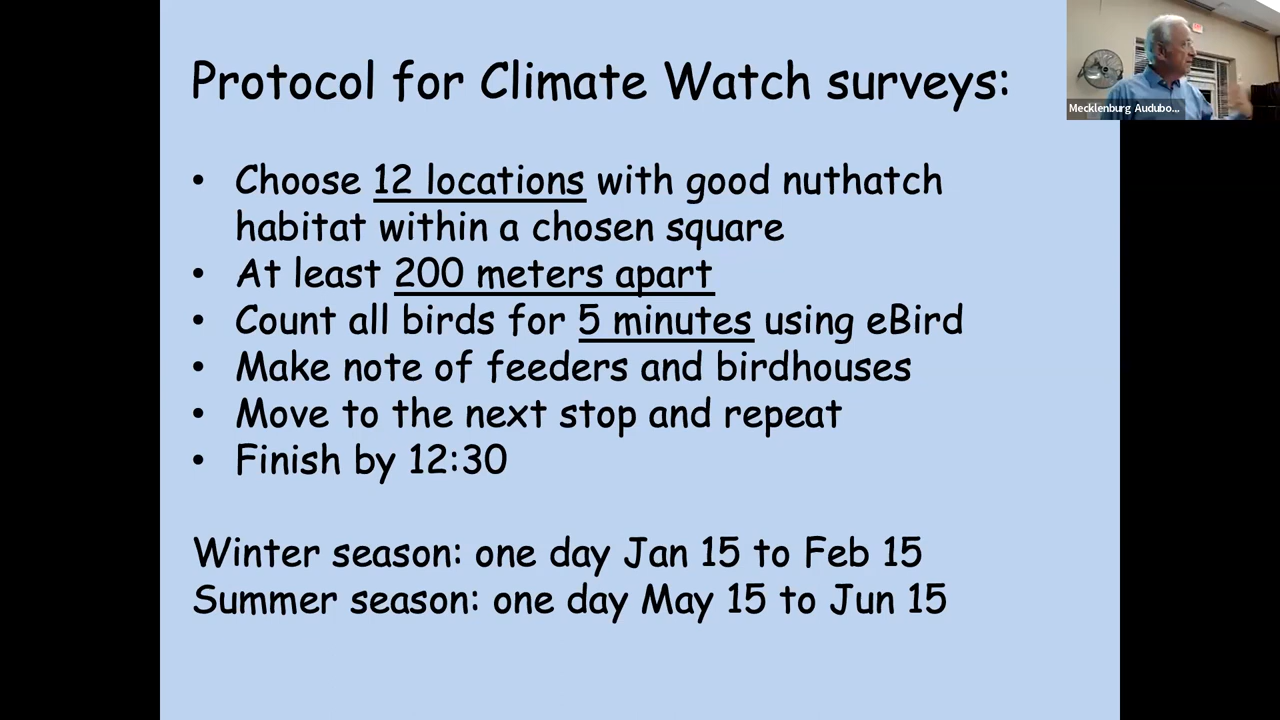 Protocol for Climate Watch surveys:
• Choose 12 locations with good nuthatch
habitat within a chosen square
• At least 200 meters apart
• Count all birds for 5 minutes using eBird
• Make note of feeders and birdhouses
• Move to the next stop and repeat
• Finish by 12:30
Winter season: one day Jan 15 to Feb 15
Summer season: one day May 15 to Jun 15
Mecklenburg Audubo...